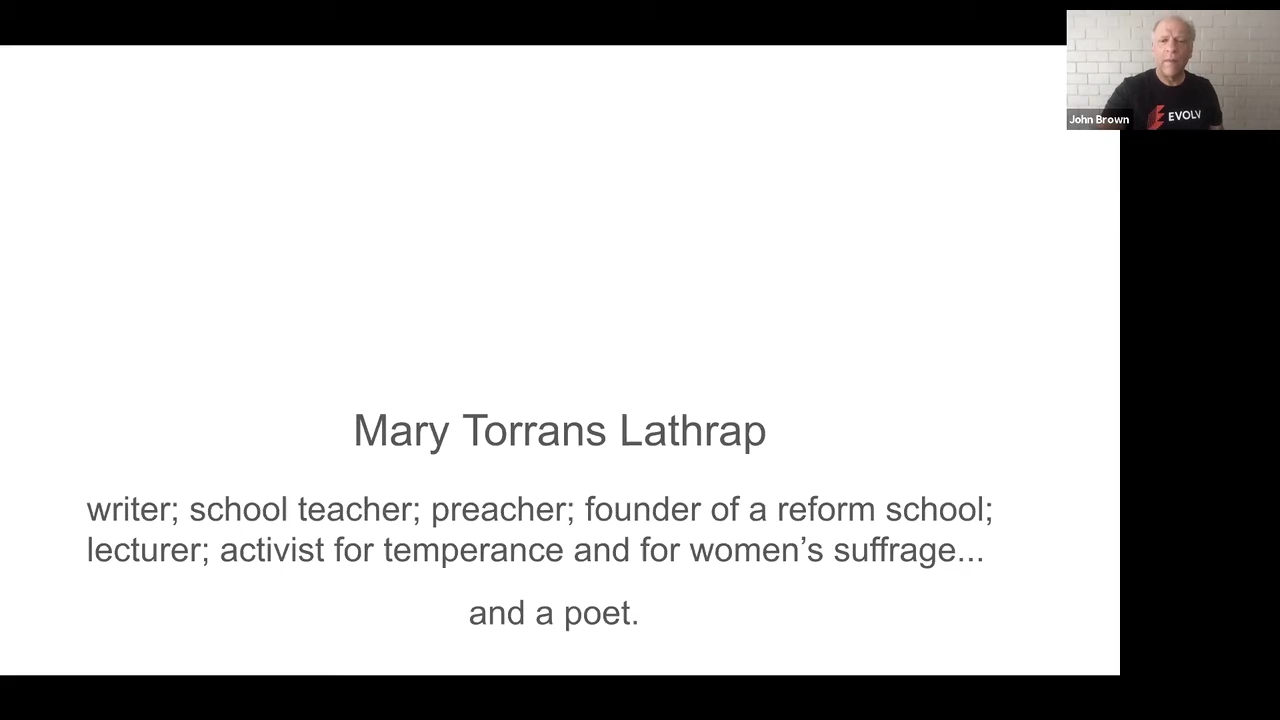 John Brown
EVOLV
Mary Torrans Lathrap
writer; school teacher; preacher; founder of a reform school;
lecturer; activist for temperance and for women’s suffrage...
and a poet.